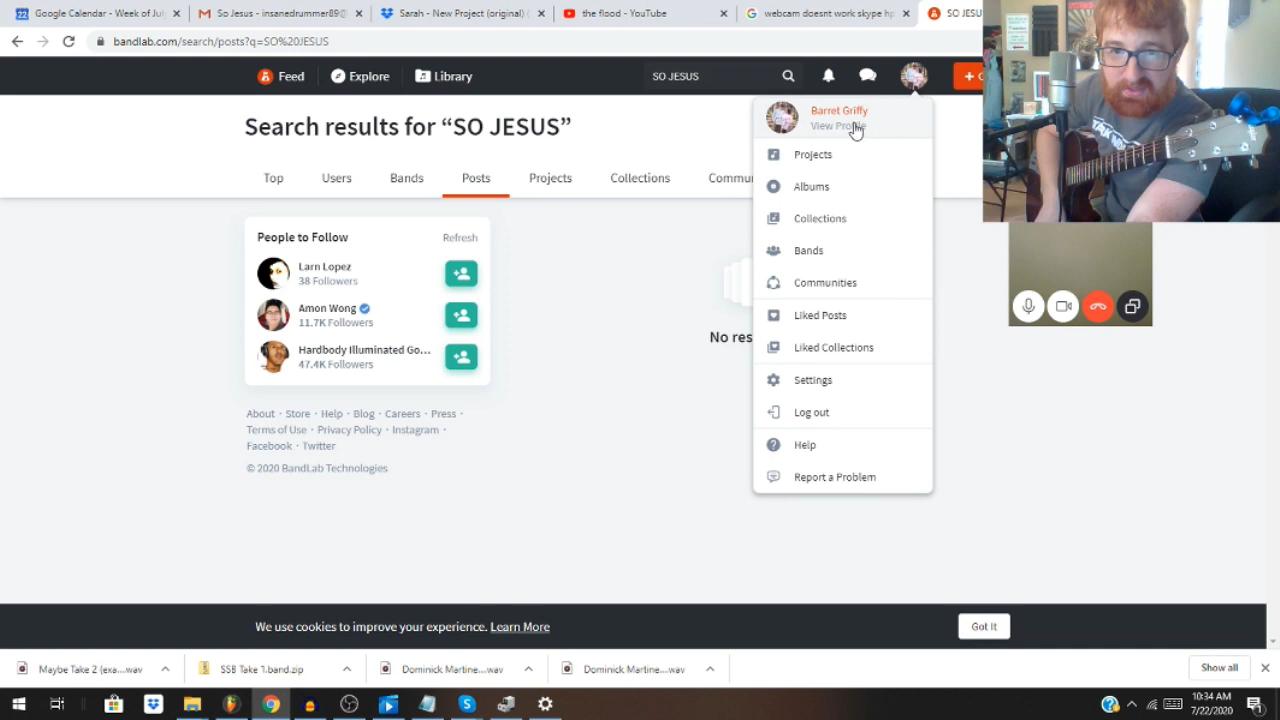 Google Calendar - Week of Jul
So Jesus - insanedrummer89@
Sarah - New Project (original) (
the flood - YouTube
webcam doesnt work skype hp
SO JESUS
bandlab.com/search/posts?q=SO%20JESUS
Feed
Explore
Library
SO JESUS
Search results for “SO JESUS”
Top
Users
Bands
Posts
Projects
Collections
Commu
People to Follow
Refresh
Larn Lopez
38 Followers
Amon Wong
11.7K Followers
Hardbody Illuminated Go...
47.4K Followers
About · Store · Help · Blog · Careers · Press ·
Terms of Use · Privacy Policy · Instagram ·
Facebook · Twitter
© 2020 BandLab Technologies
No res
Barret Griffy
View Profile
Projects
Albums
Collections
Bands
Communities
Liked Posts
Liked Collections
Settings
Log out
Help
Report a Problem
We use cookies to improve your experience. Learn More
Got It
Maybe Take 2 (exa....wav
SSB Take 1.band.zip
Dominick Martine....wav
Dominick Martine....wav
Show all
10:34 AM
7/22/2020